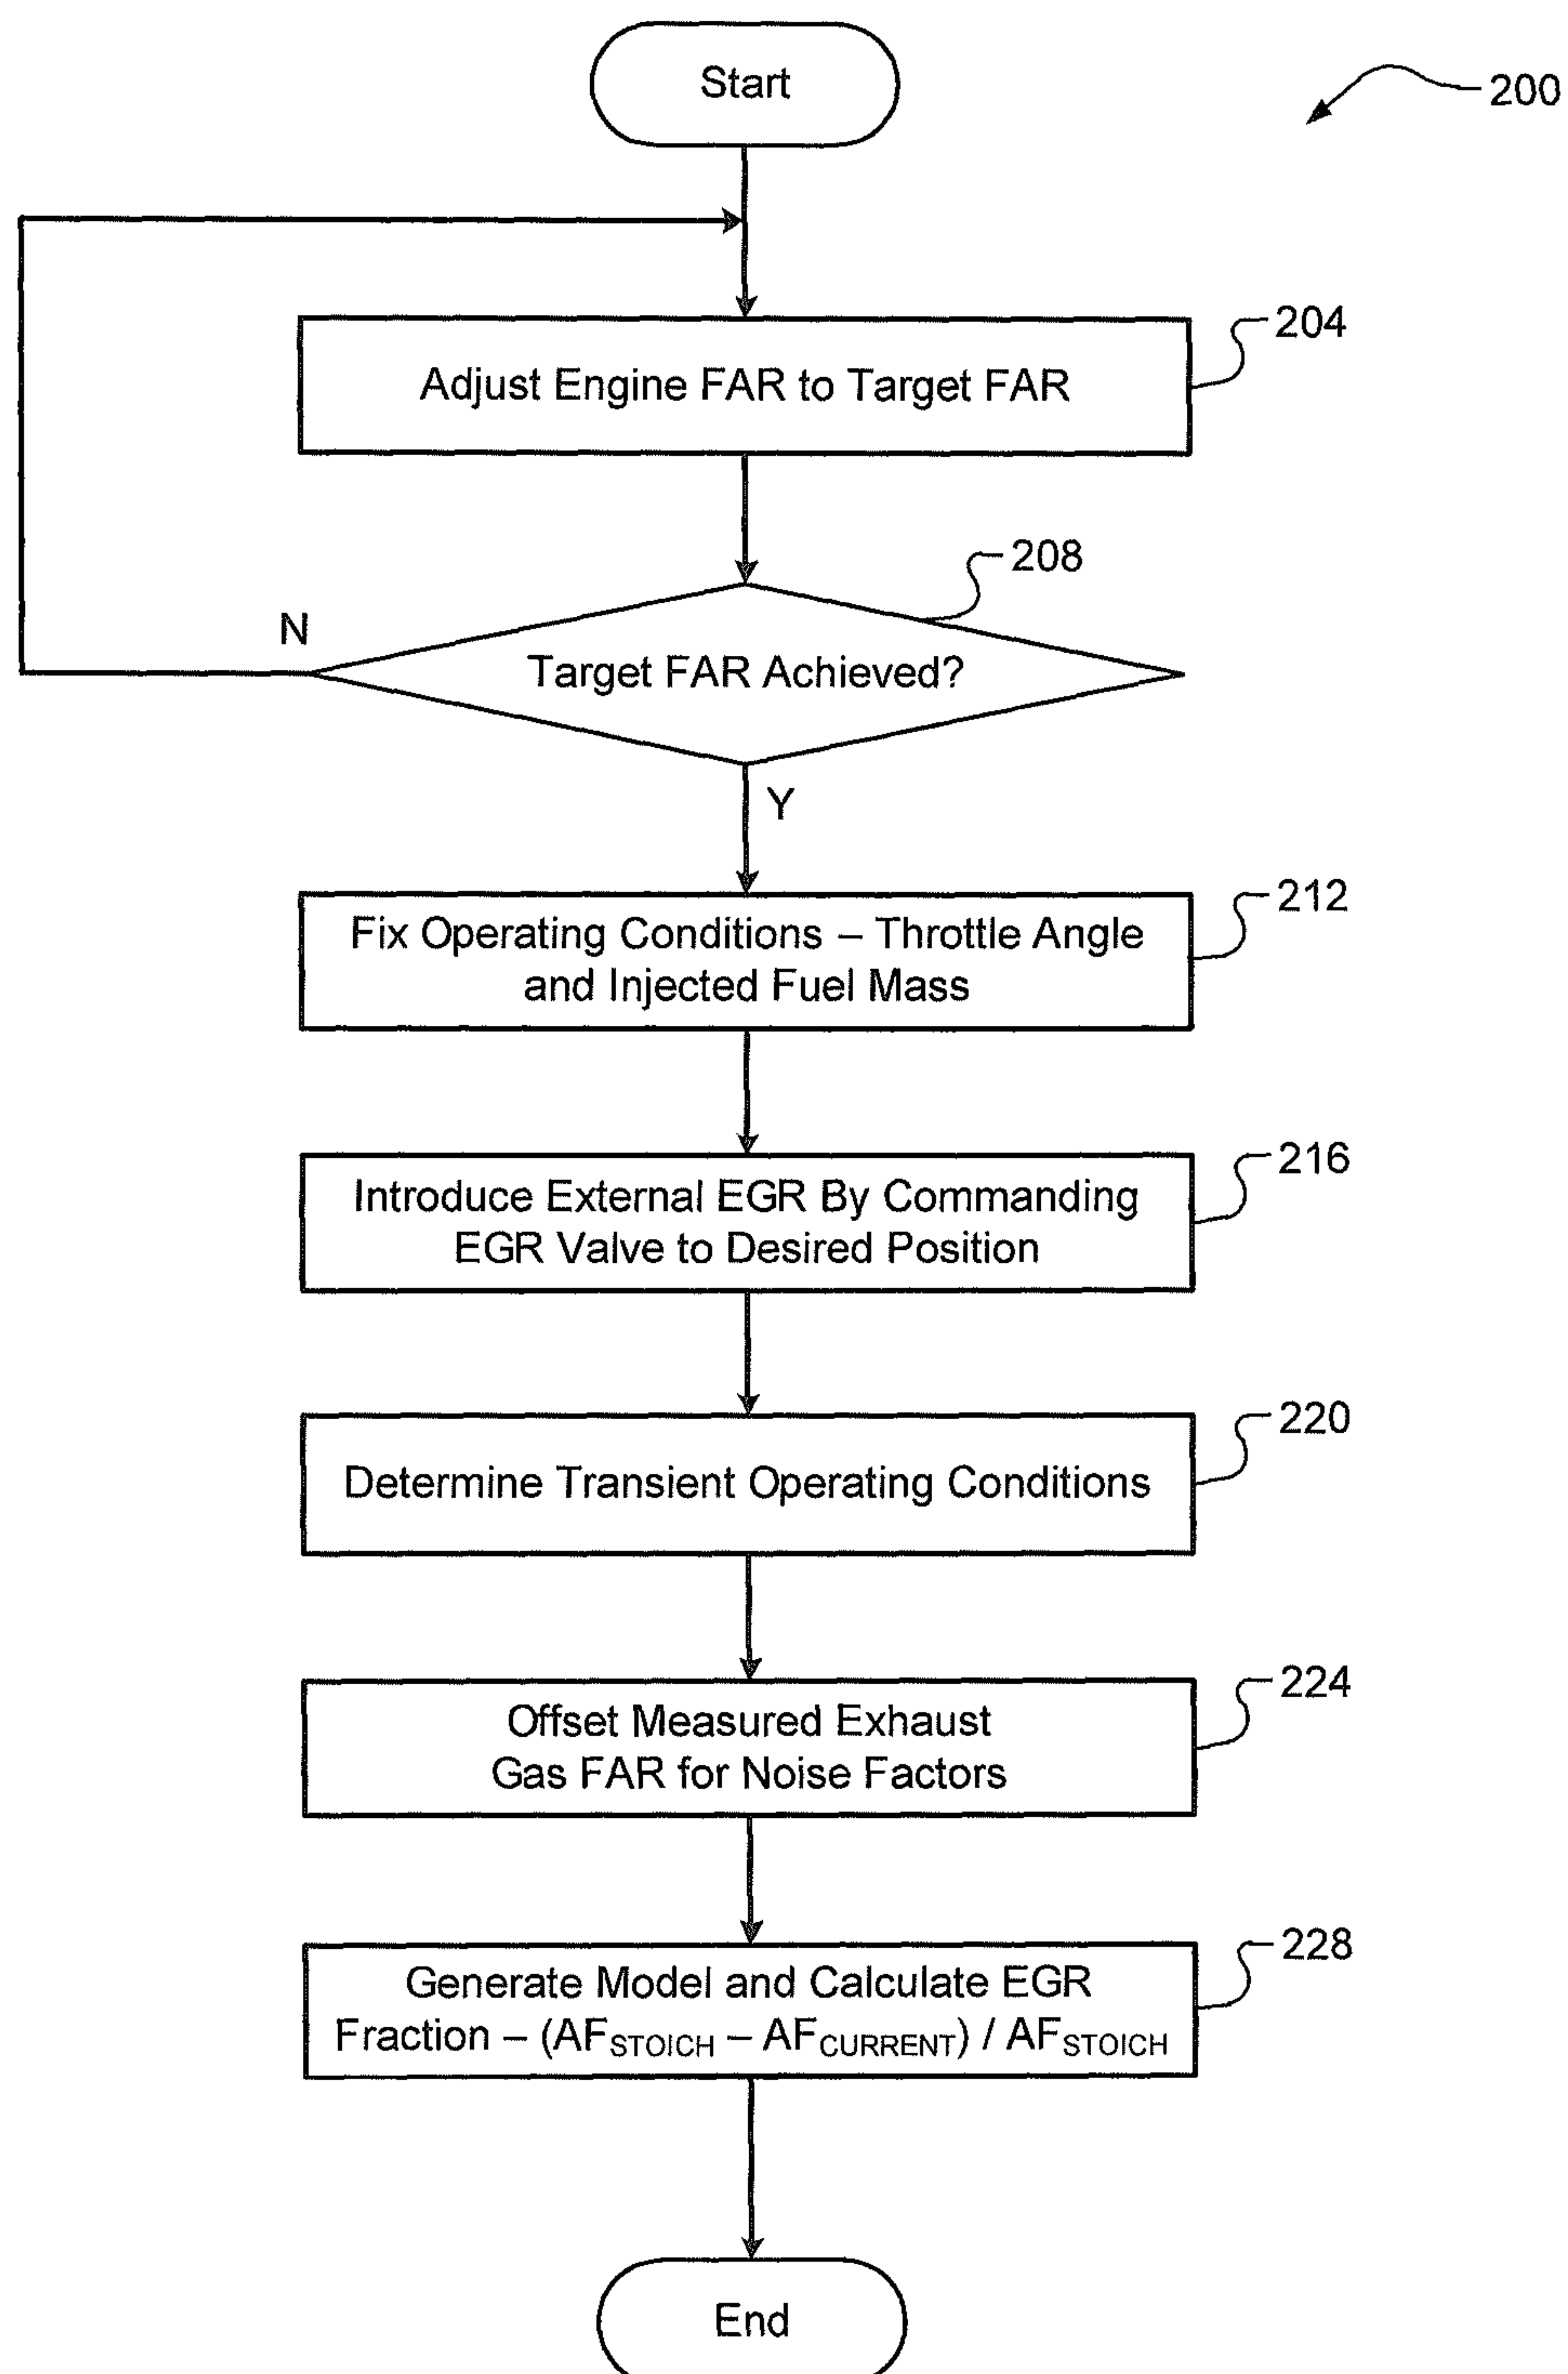 Start
200
204
Adjust Engine FAR to Target FAR
208
N
Target FAR Achieved?
Y
212
Fix Operating Conditions – Throttle Angle
and Injected Fuel Mass
216
Introduce External EGR By Commanding
EGR Valve to Desired Position
220
Determine Transient Operating Conditions
224
Offset Measured Exhaust
Gas FAR for Noise Factors
228
Generate Model and Calculate EGR
Fraction – (AFSTOICH – AFCURRENT) / AFSTOICH
End